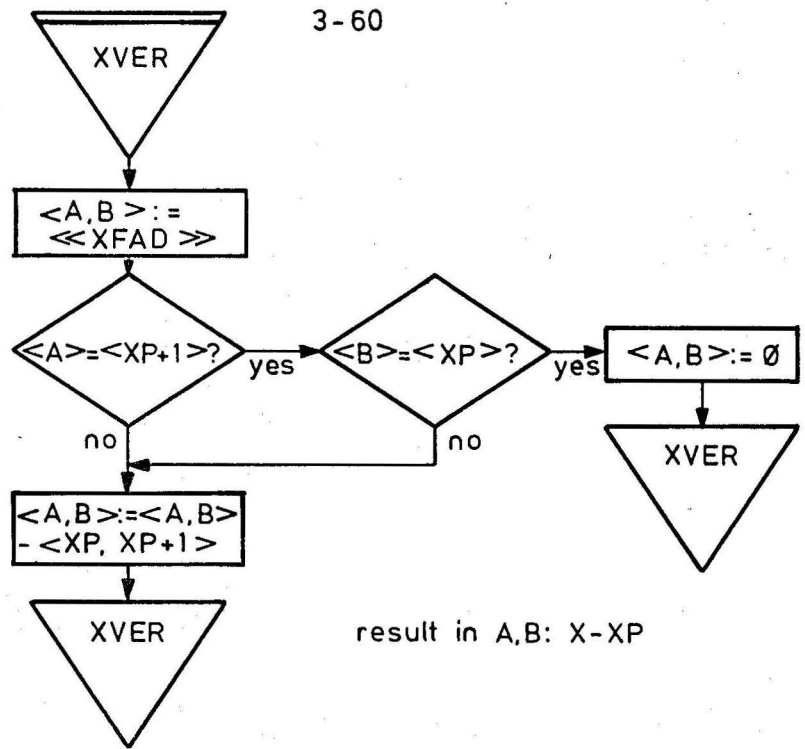 3-60
XVER
<A,B>:=
≪XFAD≫
<A>=<XP+1>?
yes
<B>=<XP>?
yes
<A,B>:= Ø
no
no
XVER
<A,B>:=<A,B>
-<XP, XP+1>
XVER
result in A,B: X-XP